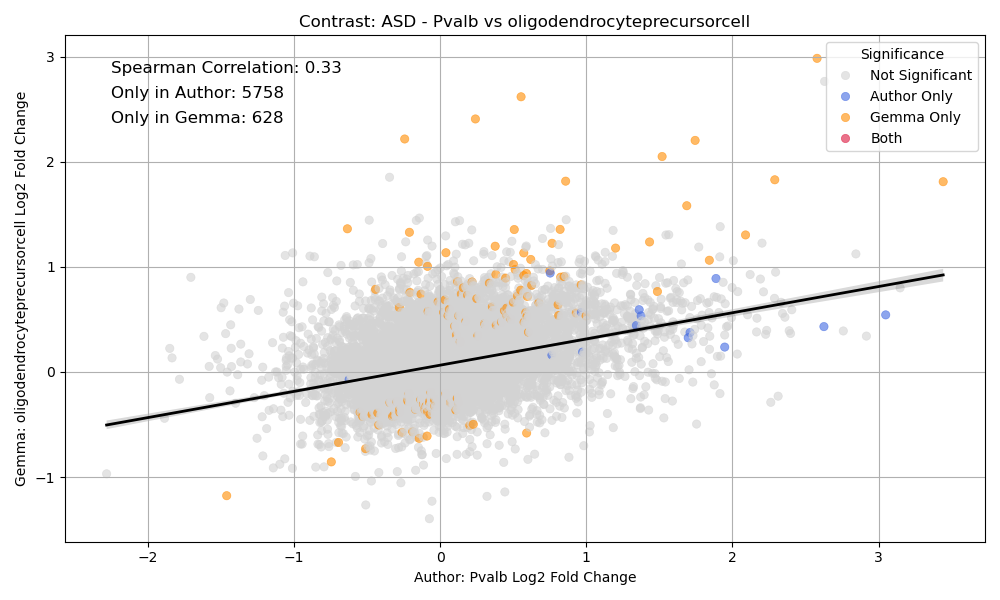 Contrast: ASD - Pvalb vs oligodendrocyteprecursorcell
Spearman Correlation: 0.33
Only in Author: 5758
Only in Gemma: 628
Significance
Not Significant
Author Only
Gemma Only
Both
Gemma: oligodendrocyteprecursorcell Log2 Fold Change
3
2
1
0
−1
−2
−1
0
1
2
3
Author: Pvalb Log2 Fold Change